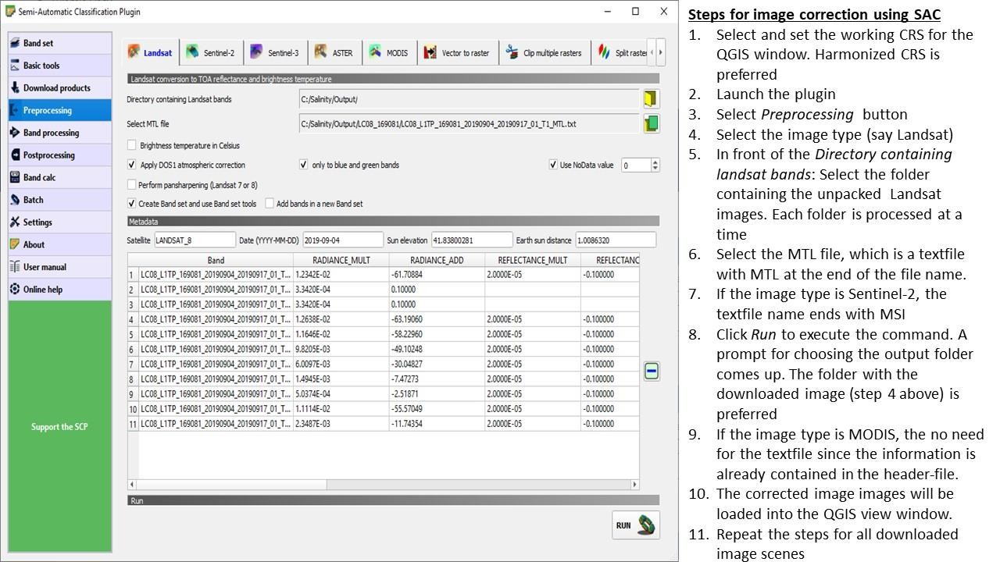 Semi-Automatic Classification Plugin
Band set
Basic tools
Download products
Preprocessing
Band processing
Postprocessing
Band calc
Batch
Settings
About
User manual
Online help
Support the SCP
Landsat Sentinel-2 Sentinel-3 ASTER MODIS Vector to raster Clip multiple rasters Split raster
Landsat conversion to TOA reflectance and brightness temperature
Directory containing Landsat bands C:/Salinity/Output/
Select MTL file C:/Salinity/Output/LC08_169081/LC08_L1TP_169081_20190904_20190917_01_T1_MTL.txt
Brightness temperature in Celsius
Apply DOS1 atmospheric correction only to blue and green bands Use NoData value 0
Perform pansharpening (Landsat 7 or 8)
Create Band set and use Band set tools Add bands in a new Band set
Metadata
Satellite LANDSAT_8 Date (YYYY-MM-DD) 2019-09-04 Sun elevation 41.83800281 Earth sun distance 1.0086320
Band RADIANCE_MULT RADIANCE_ADD REFLECTANCE_MULT REFLECTANC
1 LC08_L1TP_169081_20190904_20190917_01_T... 1.2342E-02 -61.70884 2.0000E-05 -0.100000
2 LC08_L1TP_169081_20190904_20190917_01_T... 3.3420E-04 0.10000
3 LC08_L1TP_169081_20190904_20190917_01_T... 3.3420E-04 0.10000
4 LC08_L1TP_169081_20190904_20190917_01_T... 1.2638E-02 -63.19060 2.0000E-05 -0.100000
5 LC08_L1TP_169081_20190904_20190917_01_T... 1.1646E-02 -58.22960 2.0000E-05 -0.100000
6 LC08_L1TP_169081_20190904_20190917_01_T... 9.8205E-03 -49.10248 2.0000E-05 -0.100000
7 LC08_L1TP_169081_20190904_20190917_01_T... 6.0097E-03 -30.04827 2.0000E-05 -0.100000
8 LC08_L1TP_169081_20190904_20190917_01_T... 1.4945E-03 -7.47273 2.0000E-05 -0.100000
9 LC08_L1TP_169081_20190904_20190917_01_T... 5.0374E-04 -2.51871 2.0000E-05 -0.100000
10 LC08_L1TP_169081_20190904_20190917_01_T... 1.1114E-02 -55.57049 2.0000E-05 -0.100000
11 LC08_L1TP_169081_20190904_20190917_01_T... 2.3487E-03 -11.74354 2.0000E-05 -0.100000
Run
RUN
Steps for image correction using SAC
1. Select and set the working CRS for the
QGIS window. Harmonized CRS is
preferred
2. Launch the plugin
3. Select Preprocessing button
4. Select the image type (say Landsat)
5. In front of the Directory containing
landsat bands: Select the folder
containing the unpacked Landsat
images. Each folder is processed at a
time
6. Select the MTL file, which is a textfile
with MTL at the end of the file name.
7. If the image type is Sentinel-2, the
textfile name ends with MSI
8. Click Run to execute the command. A
prompt for choosing the output folder
comes up. The folder with the
downloaded image (step 4 above) is
preferred
9. If the image type is MODIS, the no need
for the textfile since the information is
already contained in the header-file.
10. The corrected image images will be
loaded into the QGIS view window.
11. Repeat the steps for all downloaded
image scenes